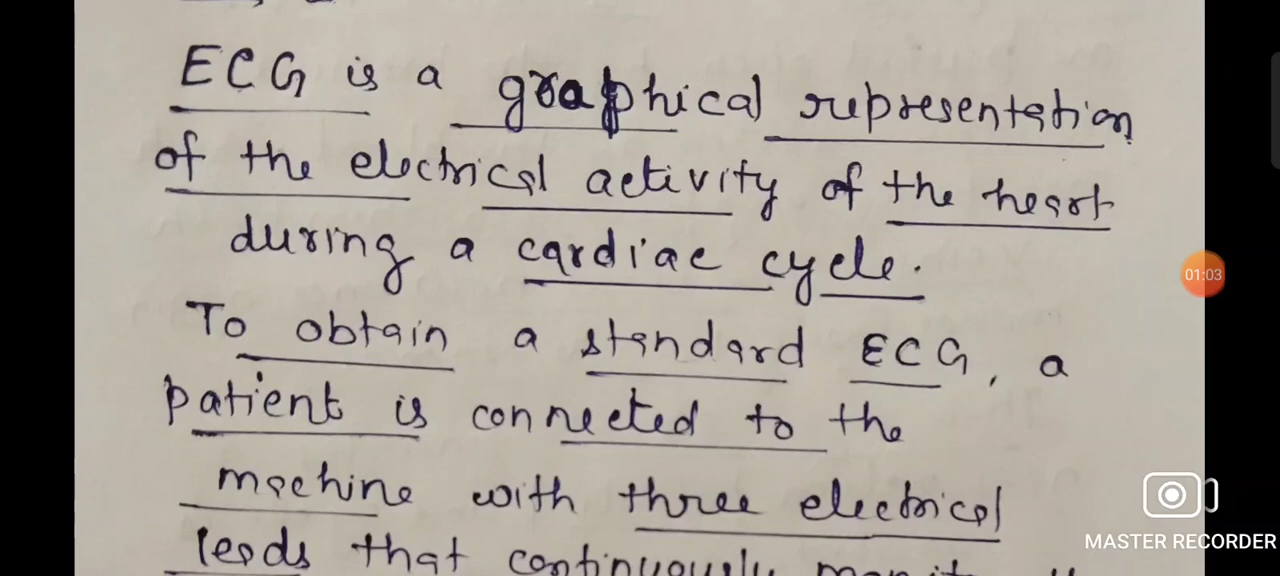 ECG is a graphical representation
of the electrical activity of the heart
during a cardiac cycle.
To obtain a standard ECG, a
patient is connected to the
machine with three electrical
leads that continuously
01:03
MASTER RECORDER